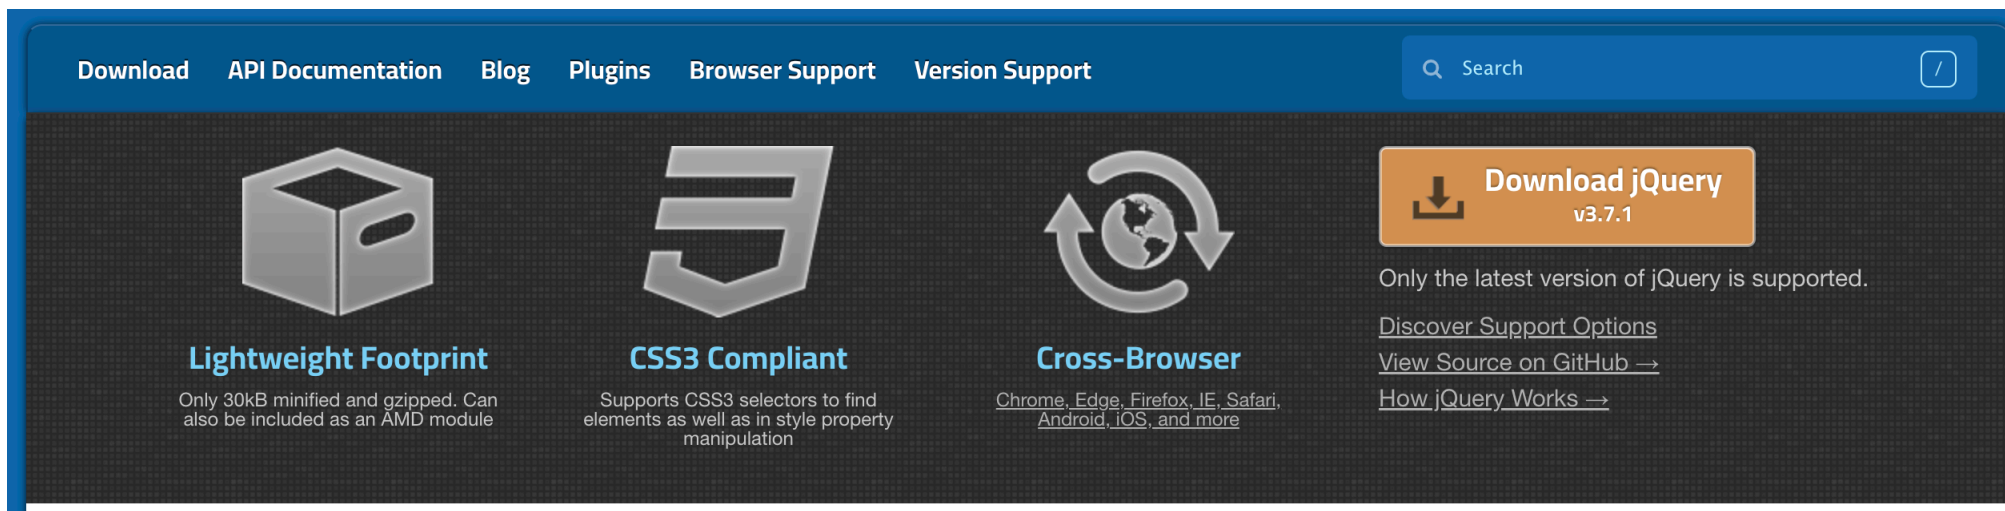 Download API Documentation Blog Plugins Browser Support Version Support Search /
Lightweight Footprint
Only 30kB minified and gzipped. Can
also be included as an AMD module
CSS3 Compliant
Supports CSS3 selectors to find
elements as well as in style property
manipulation
Cross-Browser
Chrome, Edge, Firefox, IE, Safari,
Android, iOS, and more
Download jQuery
v3.7.1
Only the latest version of jQuery is supported.
Discover Support Options
View Source on GitHub →
How jQuery Works →